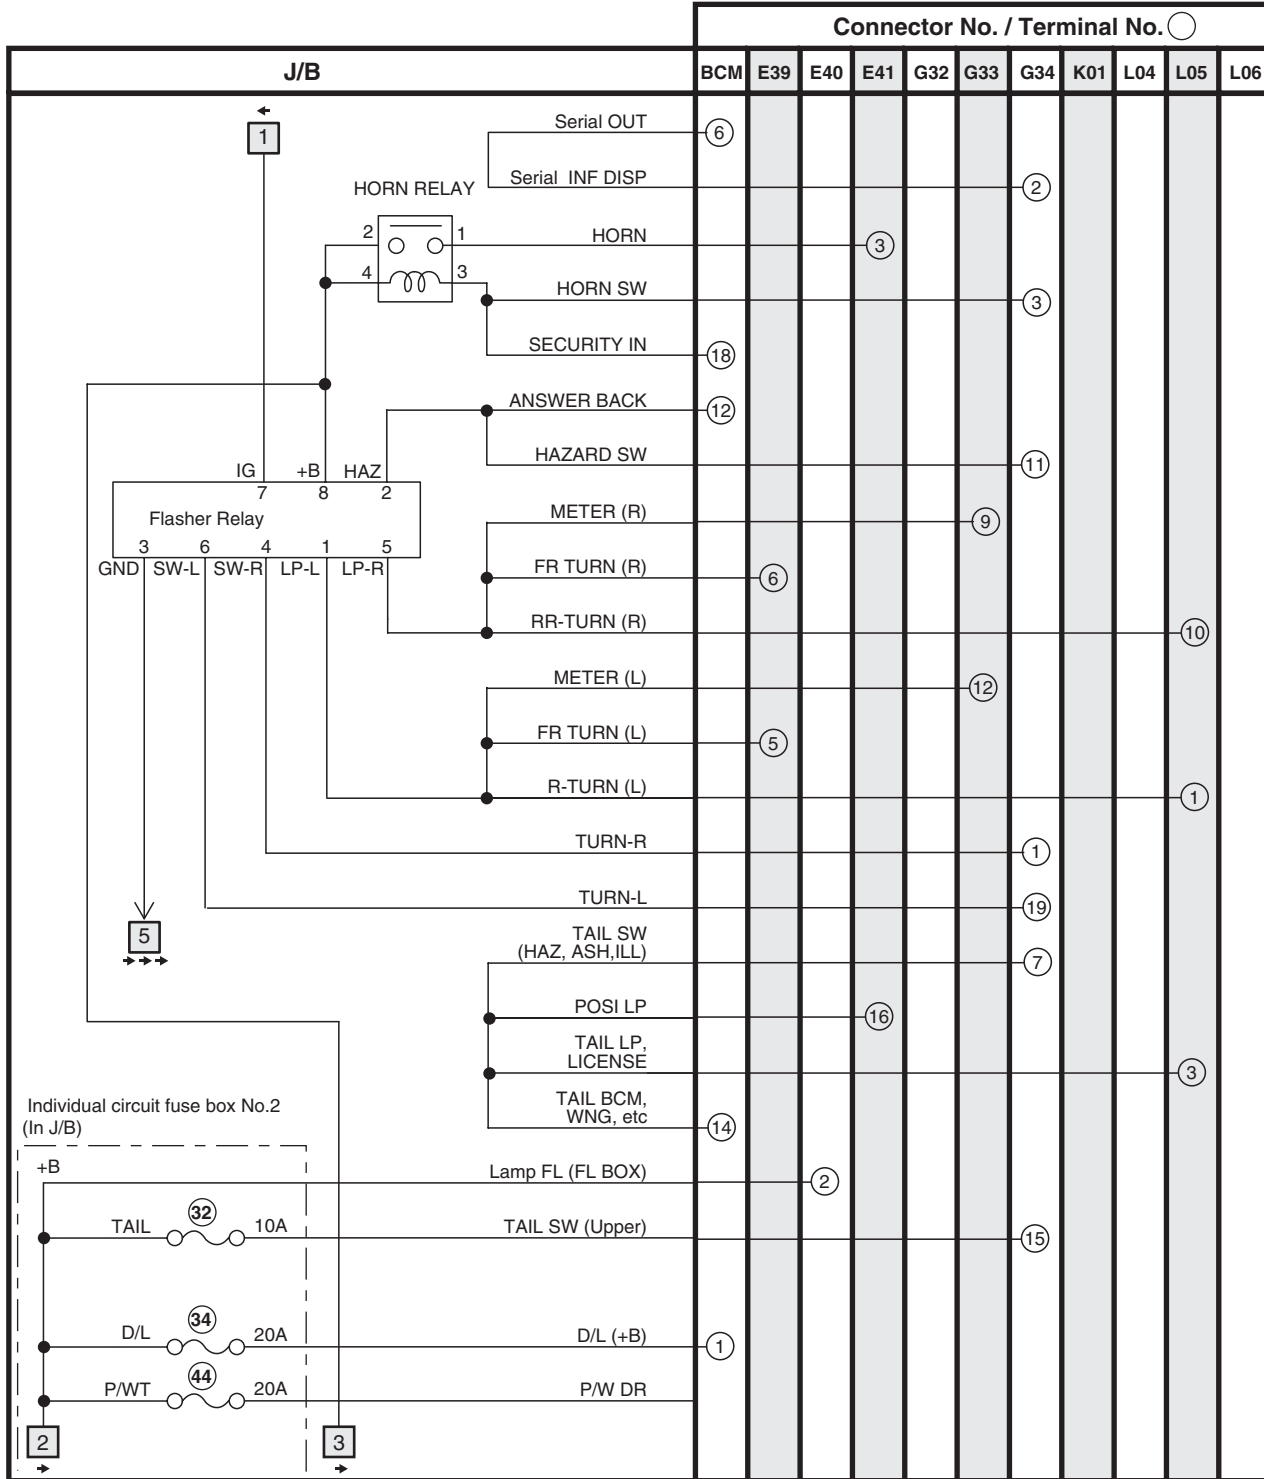 Connector No. / Terminal No.
J/B BCM E39 E40 E41 G32 G33 G34 K01 L04 L05 L06
1
Serial OUT 6
Serial INF DISP 2
HORN RELAY
2 1 HORN 3
4 3
HORN SW 3
SECURITY IN 18
ANSWER BACK 12
HAZARD SW 11
IG +B HAZ
7 8 2
Flasher Relay
METER (R) 9
3 6 4 1 5
GND SW-L SW-R LP-L LP-R
FR TURN (R) 6
RR-TURN (R) 10
METER (L) 12
FR TURN (L) 5
R-TURN (L) 1
TURN-R 1
TURN-L 19
5
TAIL SW
(HAZ, ASH,ILL) 7
POSI LP 16
TAIL LP,
LICENSE 3
TAIL BCM,
WNG, etc 14
Individual circuit fuse box No.2
(In J/B)
+B
Lamp FL (FL BOX) 2
TAIL 32 10A TAIL SW (Upper) 15
D/L 34 20A D/L (+B) 1
P/WT 44 20A P/W DR
2 3